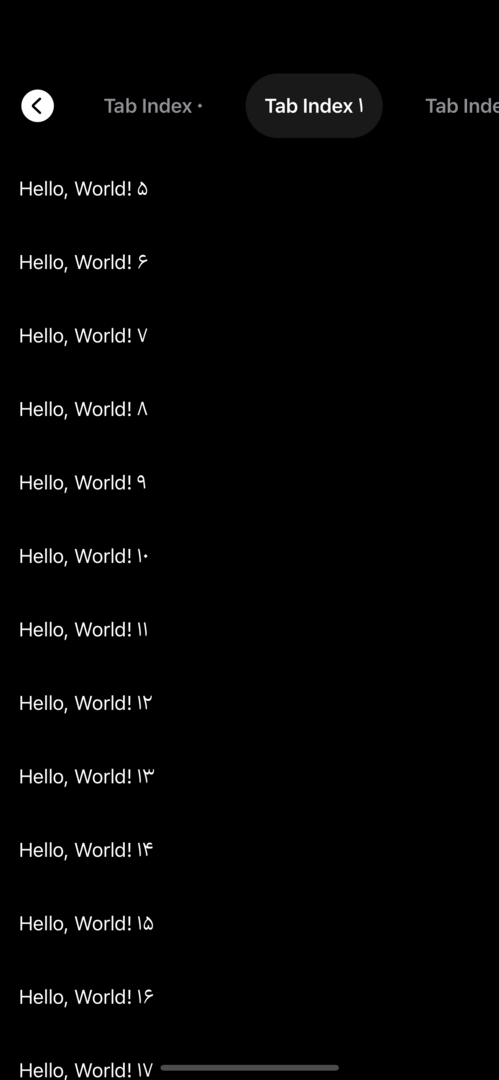 Tab Index ۰ Tab Index ۱ Tab Inde
Hello, World! ۵
Hello, World! ۶
Hello, World! ۷
Hello, World! ۸
Hello, World! ۹
Hello, World! ۱۰
Hello, World! ۱۱
Hello, World! ۱۲
Hello, World! ۱۳
Hello, World! ۱۴
Hello, World! ۱۵
Hello, World! ۱۶
Hello, World! ۱۷